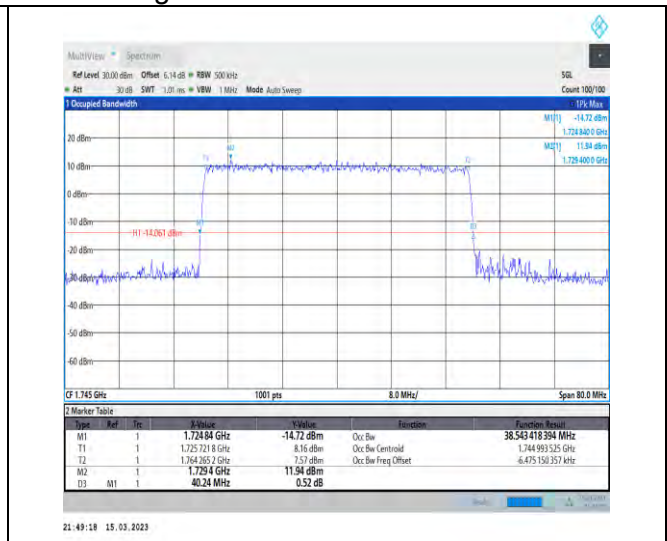 MultiView Spectrum
Ref Level 30.00 dBm Offset 6.14 dB RBW 500 kHz SGL
Att 30 dB SWT 1.01 ms VBW 1 MHz Mode Auto Sweep Count 100/100
1 Occupied Bandwidth 1Pk Max
M1[1] -14.72 dBm
1.724 840 0 GHz
M2[1] 11.94 dBm
1.729 400 0 GHz
20 dBm
T1 M2 T2
10 dBm
0 dBm
-10 dBm
M1 D3
H1 -14.061 dBm
-20 dBm
-30 dBm
-40 dBm
-50 dBm
-60 dBm
CF 1.745 GHz 1001 pts 8.0 MHz/ Span 80.0 MHz
2 Marker Table
Type Ref Trc X-Value Y-Value Function Function Result
M1 1 1.724 84 GHz -14.72 dBm Occ Bw 38.543 418 394 MHz
T1 1 1.725 721 8 GHz 8.16 dBm Occ Bw Centroid 1.744 993 525 GHz
T2 1 1.764 265 2 GHz 7.57 dBm Occ Bw Freq Offset -6.475 150 357 kHz
M2 1 1.729 4 GHz 11.94 dBm
D3 M1 1 40.24 MHz 0.52 dB
21:49:18 15.03.2023